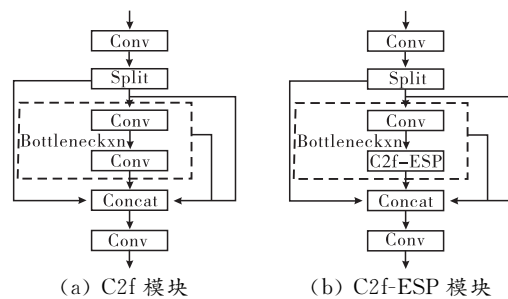 Conv
Split
Conv
Bottleneckxn
Conv
Concat
Conv
(a) C2f 模块
Conv
Split
Conv
Bottleneckxn
C2f-ESP
Concat
Conv
(b) C2f-ESP 模块